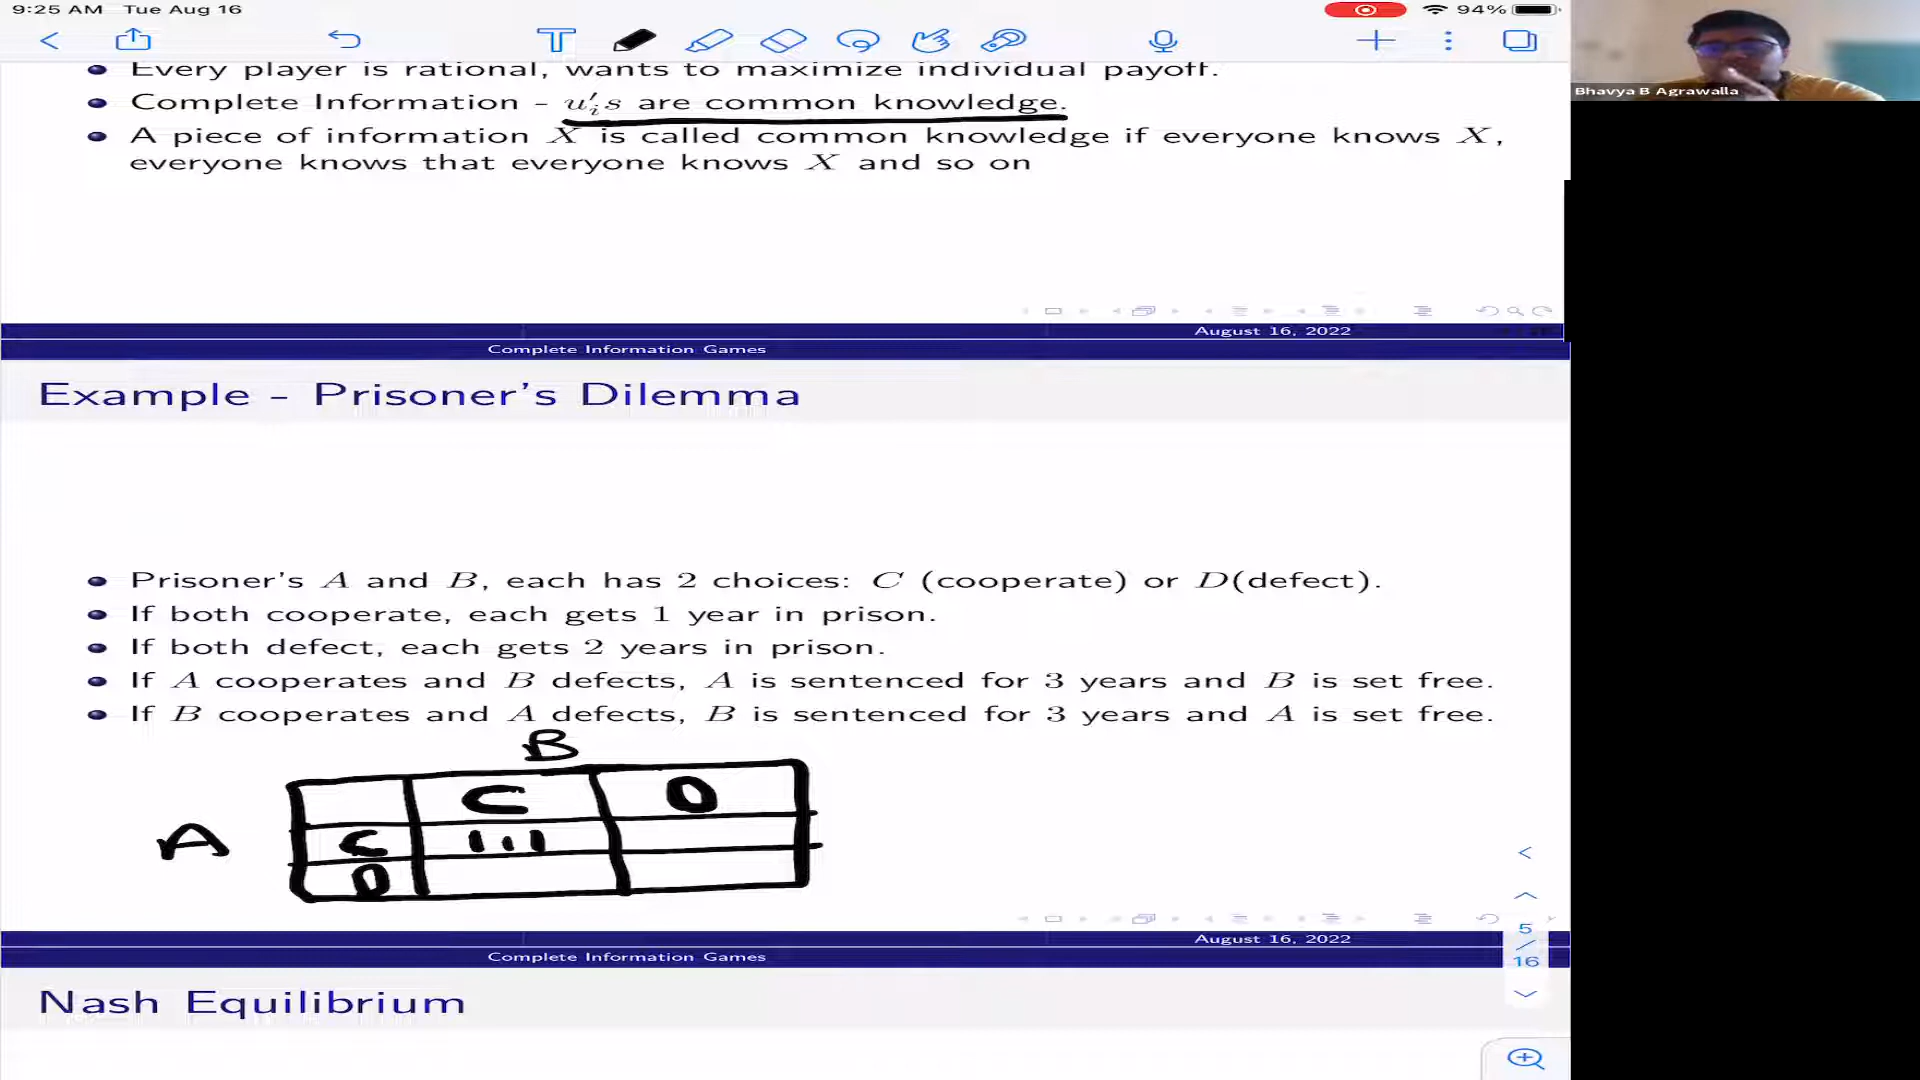 9:25 AM Tue Aug 16
94%
Every player is rational, wants to maximize individual payoff.
Complete Information - u'ᵢs are common knowledge.
A piece of information X is called common knowledge if everyone knows X,
everyone knows that everyone knows X and so on
August 16, 2022
Complete Information Games
Example - Prisoner's Dilemma
Prisoner's A and B, each has 2 choices: C (cooperate) or D(defect).
If both cooperate, each gets 1 year in prison.
If both defect, each gets 2 years in prison.
If A cooperates and B defects, A is sentenced for 3 years and B is set free.
If B cooperates and A defects, B is sentenced for 3 years and A is set free.
B
C D
A C 1,1
D
August 16, 2022
Complete Information Games
5
/
16
Nash Equilibrium
T
Bhavya B Agrawalla